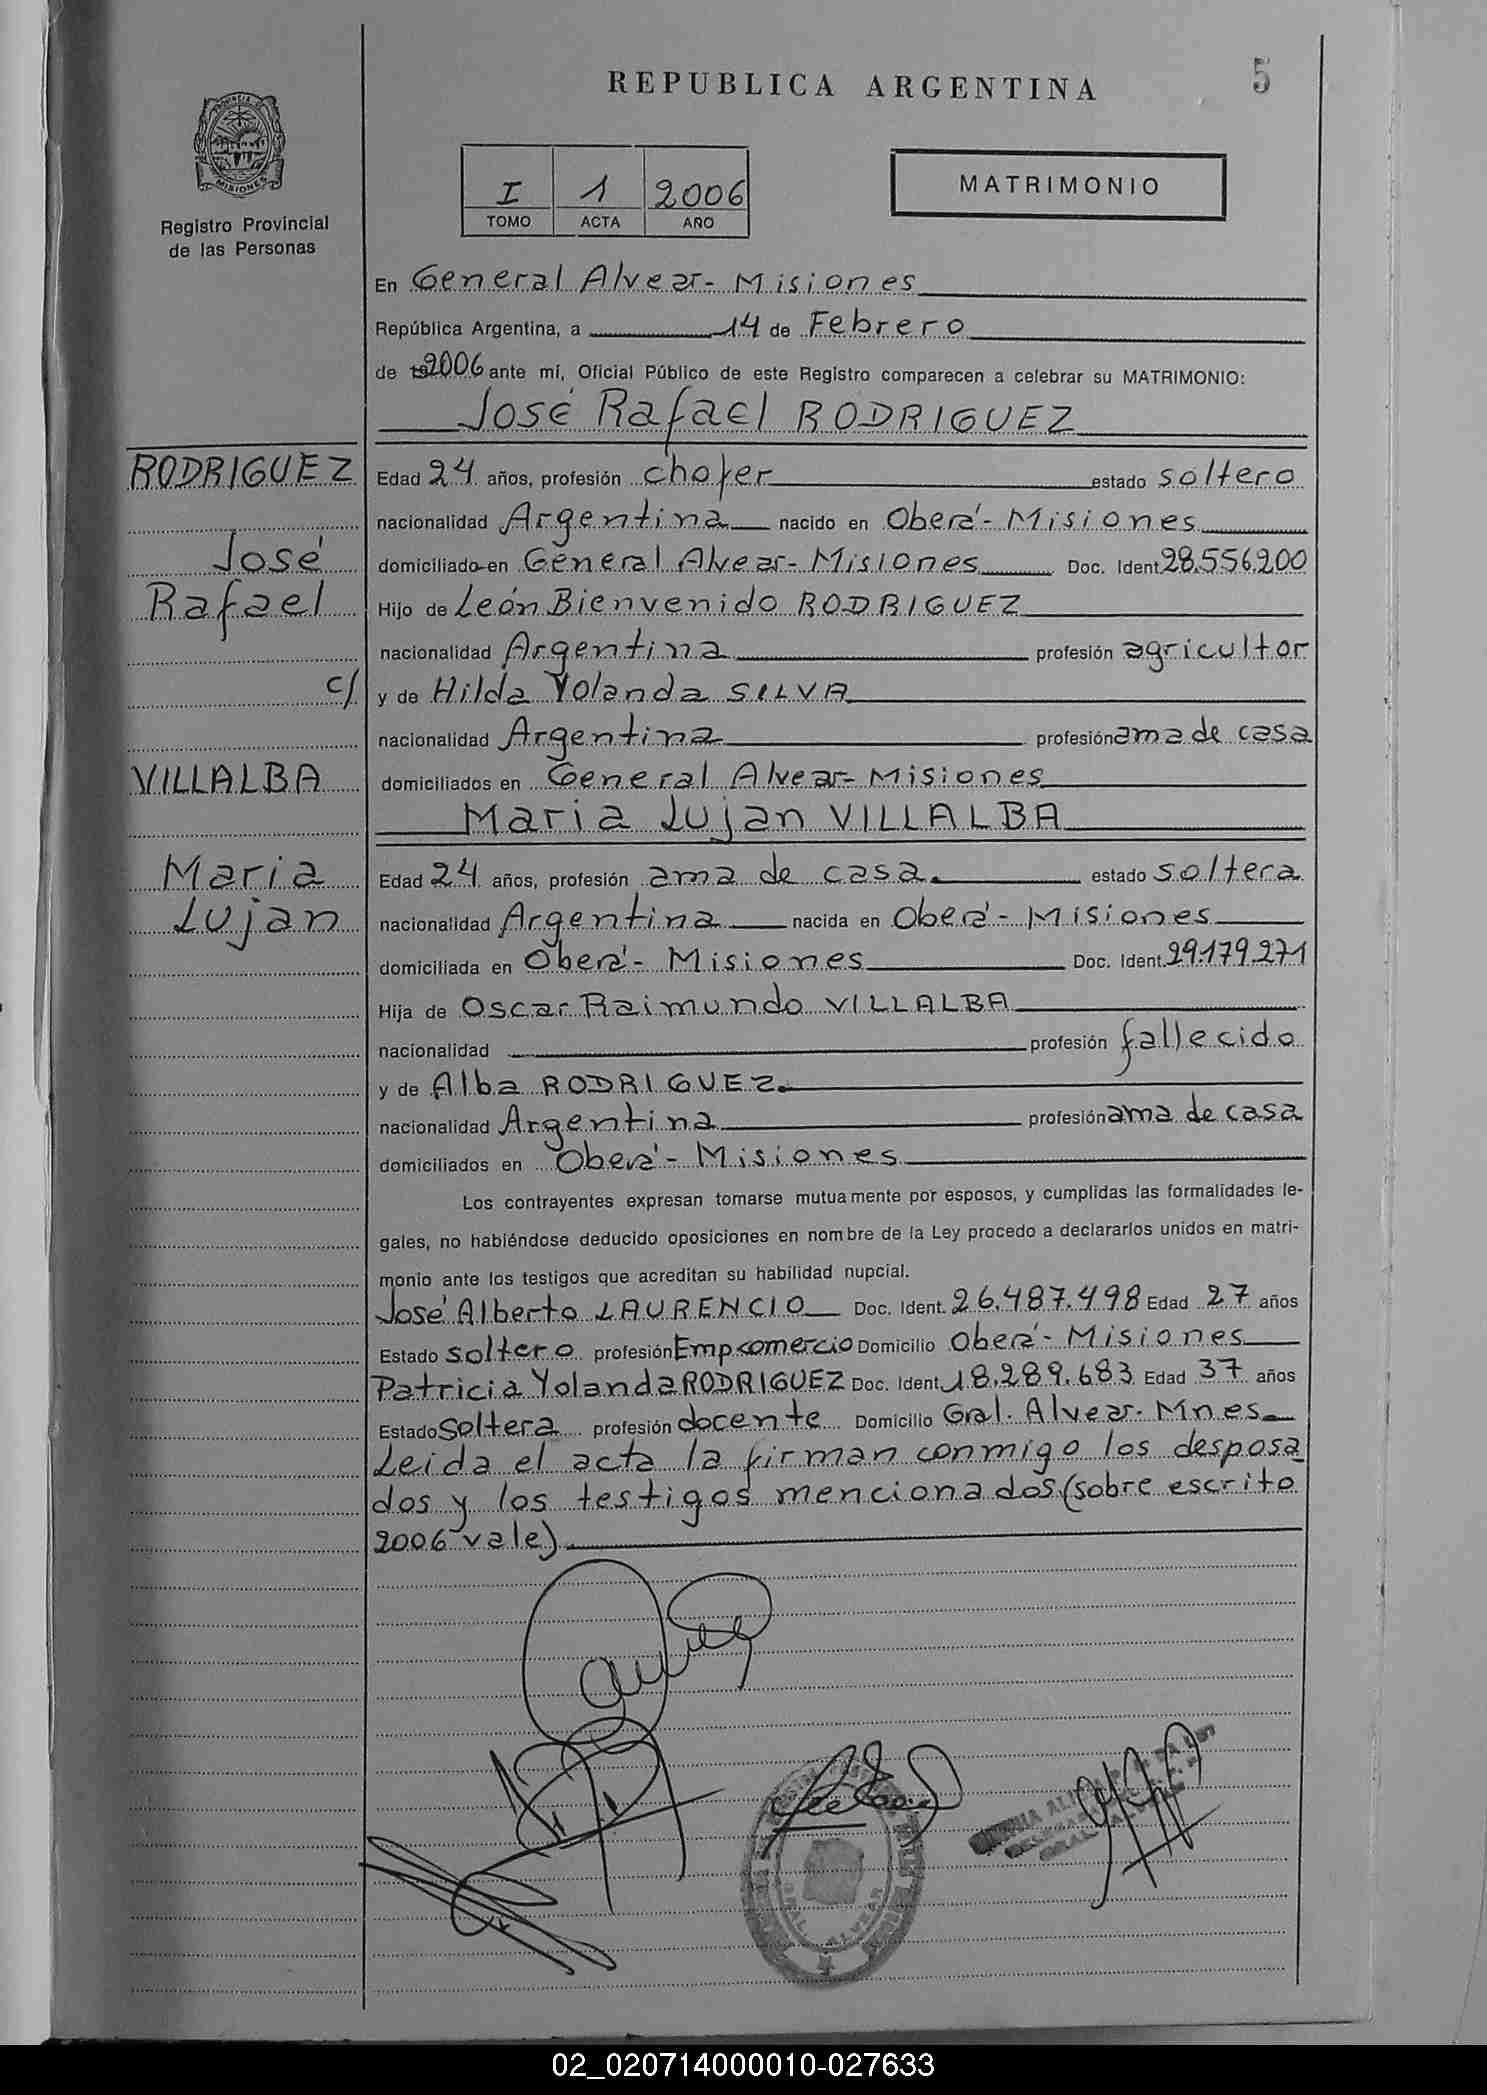 REPUBLICA ARGENTINA
5
PROVINCIA DE
MISIONES
Registro Provincial
de las Personas
I 1 2006
TOMO ACTA AÑO
MATRIMONIO
En General Alvear- Misiones
República Argentina, a 14 de Febrero
de 2006 ante mí, Oficial Público de este Registro comparecen a celebrar su MATRIMONIO:
José Rafael RODRIGUEZ
RODRIGUEZ
José
Rafael
c/
VILLALBA
Maria
Lujan
Edad 24 años, profesión chofer estado soltero
nacionalidad Argentina nacido en Oberá- Misiones
domiciliado en General Alvear- Misiones Doc. Ident. 28.556.200
Hijo de León Bienvenido RODRIGUEZ
nacionalidad Argentina profesión agricultor
y de Hilda Yolanda SILVA
nacionalidad Argentina profesión ama de casa
domiciliados en General Alvear- Misiones
Maria Lujan VILLALBA
Edad 24 años, profesión ama de casa. estado soltera
nacionalidad Argentina nacida en Oberá- Misiones
domiciliada en Oberá- Misiones Doc. Ident. 29.179.271
Hija de Oscar Raimundo VILLALBA
nacionalidad profesión fallecido
y de Alba RODRIGUEZ.
nacionalidad Argentina profesión ama de casa
domiciliados en Oberá- Misiones
Los contrayentes expresan tomarse mutuamente por esposos, y cumplidas las formalidades le-
gales, no habiéndose deducido oposiciones en nombre de la Ley procedo a declararlos unidos en matri-
monio ante los testigos que acreditan su habilidad nupcial.
José Alberto LAURENCIO Doc. Ident. 26.487.498 Edad 27 años
Estado soltero profesión Emp.comercio Domicilio Oberá- Misiones
Patricia Yolanda RODRIGUEZ Doc. Ident. 18.289.683 Edad 37 años
Estado soltera profesión docente Domicilio Gral. Alvear. Mnes.
Leida el acta la firman conmigo los desposa
dos y los testigos mencionados (sobre escrito
2006 vale)
GRAL. ALVEAR
02_020714000010-027633